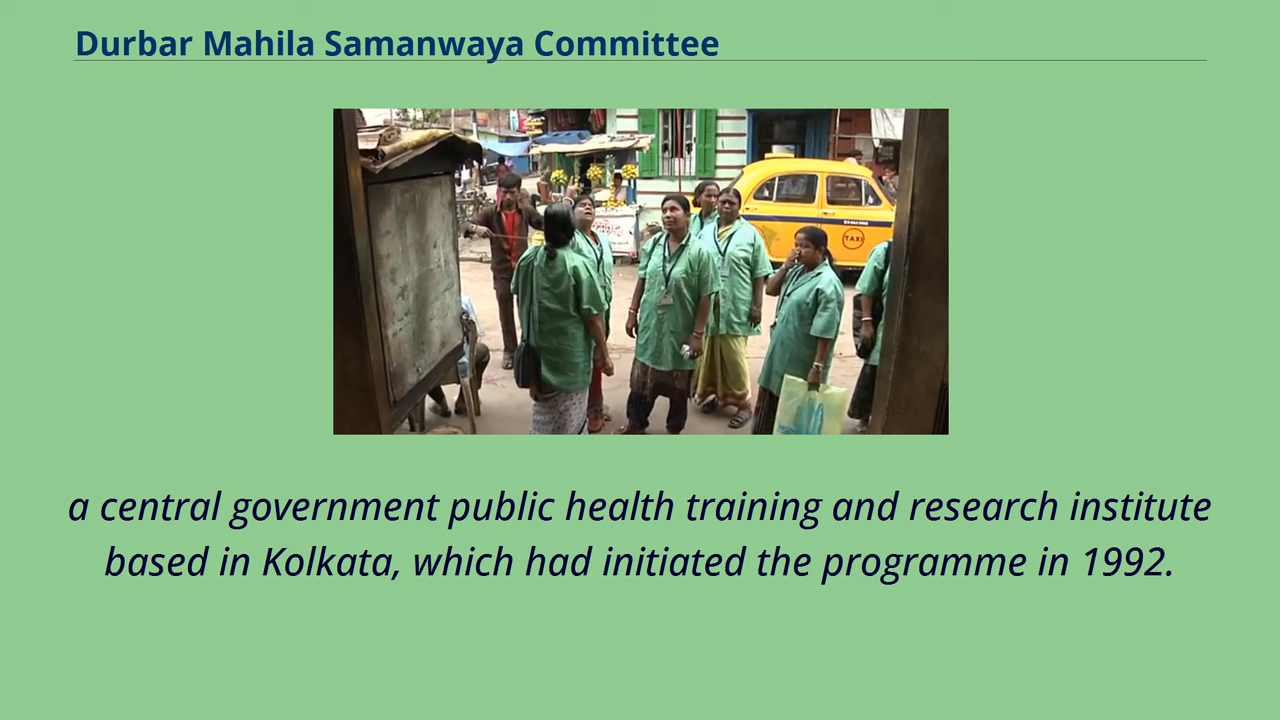 Durbar Mahila Samanwaya Committee
TAXI
a central government public health training and research institute
based in Kolkata, which had initiated the programme in 1992.